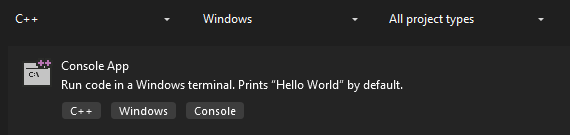 C++ Windows All project types
++
C:\
Console App
Run code in a Windows terminal. Prints "Hello World" by default.
C++ Windows Console